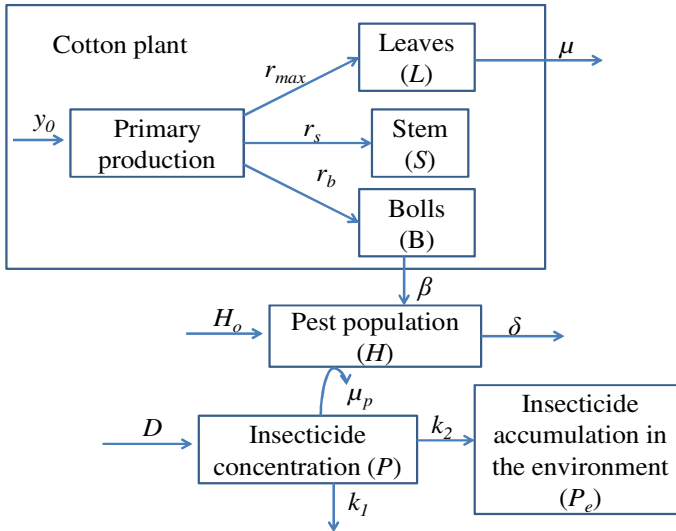 Cotton plant
Leaves
(L)
μ
r_max
y_0
Primary
production
r_s
Stem
(S)
r_b
Bolls
(B)
β
H_o
Pest population
(H)
δ
μ_p
D
Insecticide
concentration (P)
k_2
Insecticide
accumulation in
the environment
(P_e)
k_1